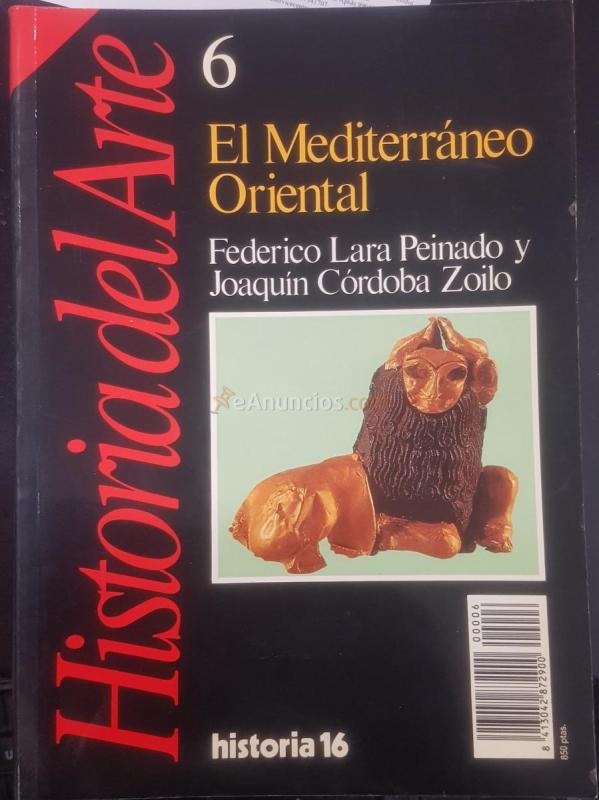 Historia del Arte
6
El Mediterráneo
Oriental
Federico Lara Peinado y
Joaquín Córdoba Zoilo
eAnuncios.com
historia 16
00006
8 413042 872900
850 ptas.